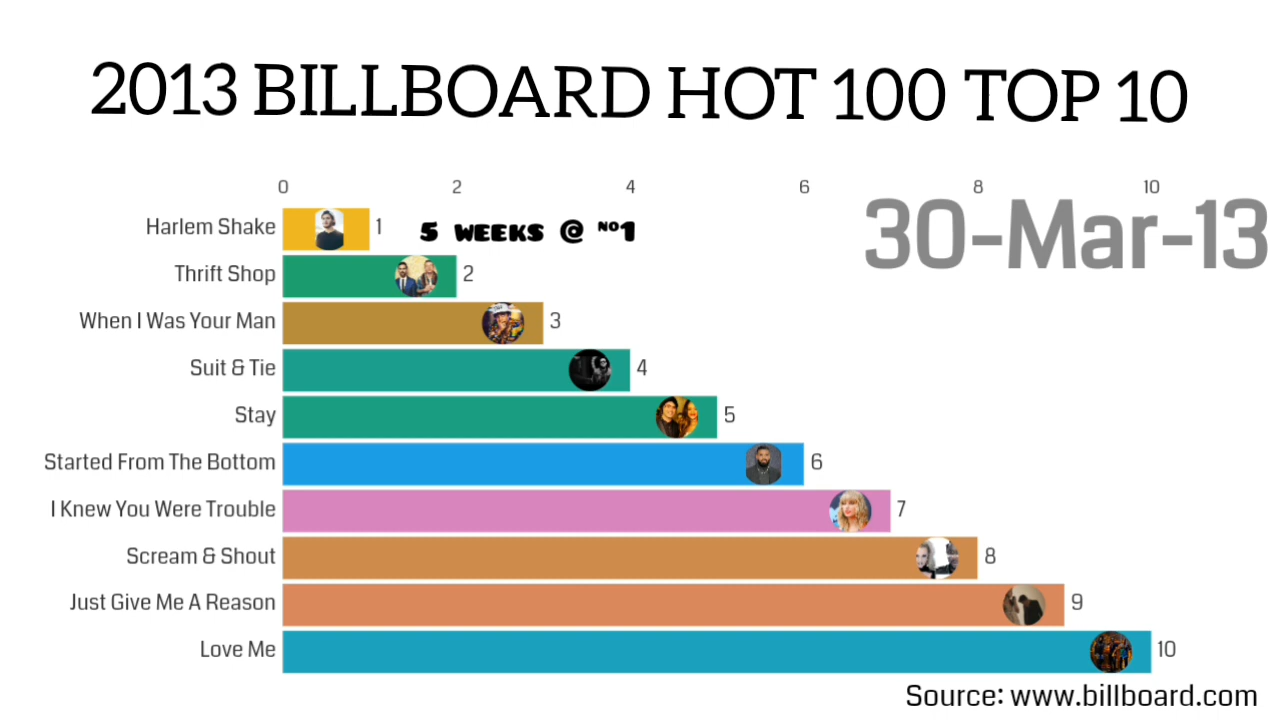 2013 BILLBOARD HOT 100 TOP 10
0 2 4 6 8 10
30-Mar-13
Harlem Shake 1 5 WEEKS @ Nº1
Thrift Shop 2
When I Was Your Man 3
Suit & Tie 4
Stay 5
Started From The Bottom 6
I Knew You Were Trouble 7
Scream & Shout 8
Just Give Me A Reason 9
Love Me 10
Source: www.billboard.com